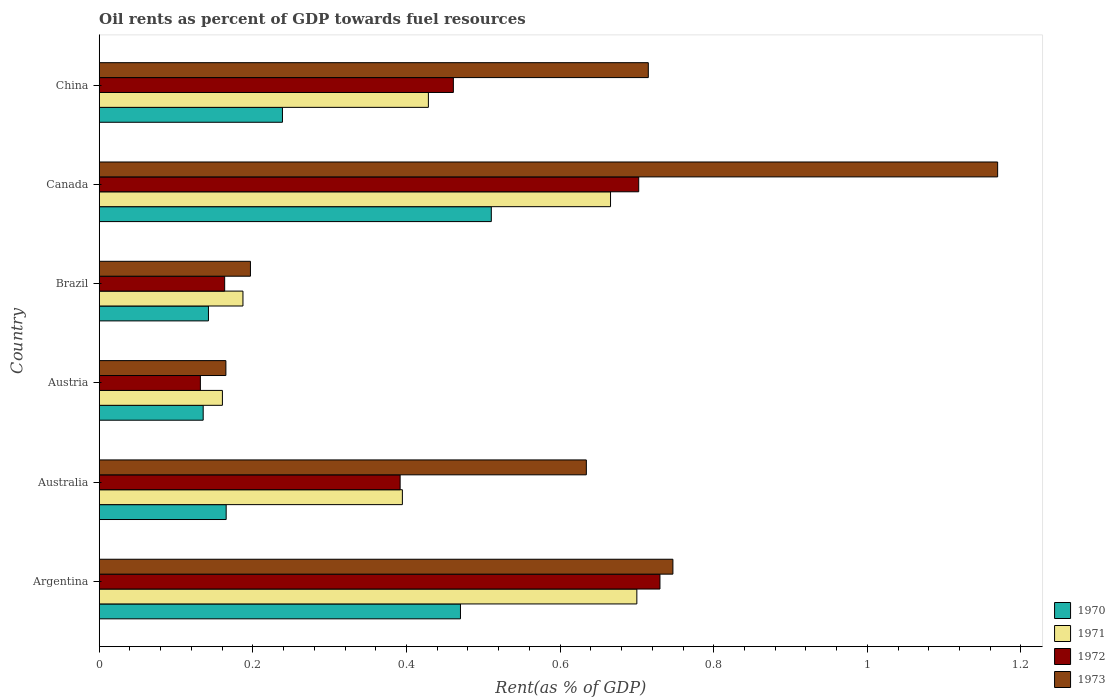 Oil rents as percent of GDP towards fuel resources
China
Canada
Brazil
Austria
Australia
Argentina
Country
0
0.2
0.4
0.6
0.8
1
1.2
Rent(as % of GDP)
1970
1971
1972
1973